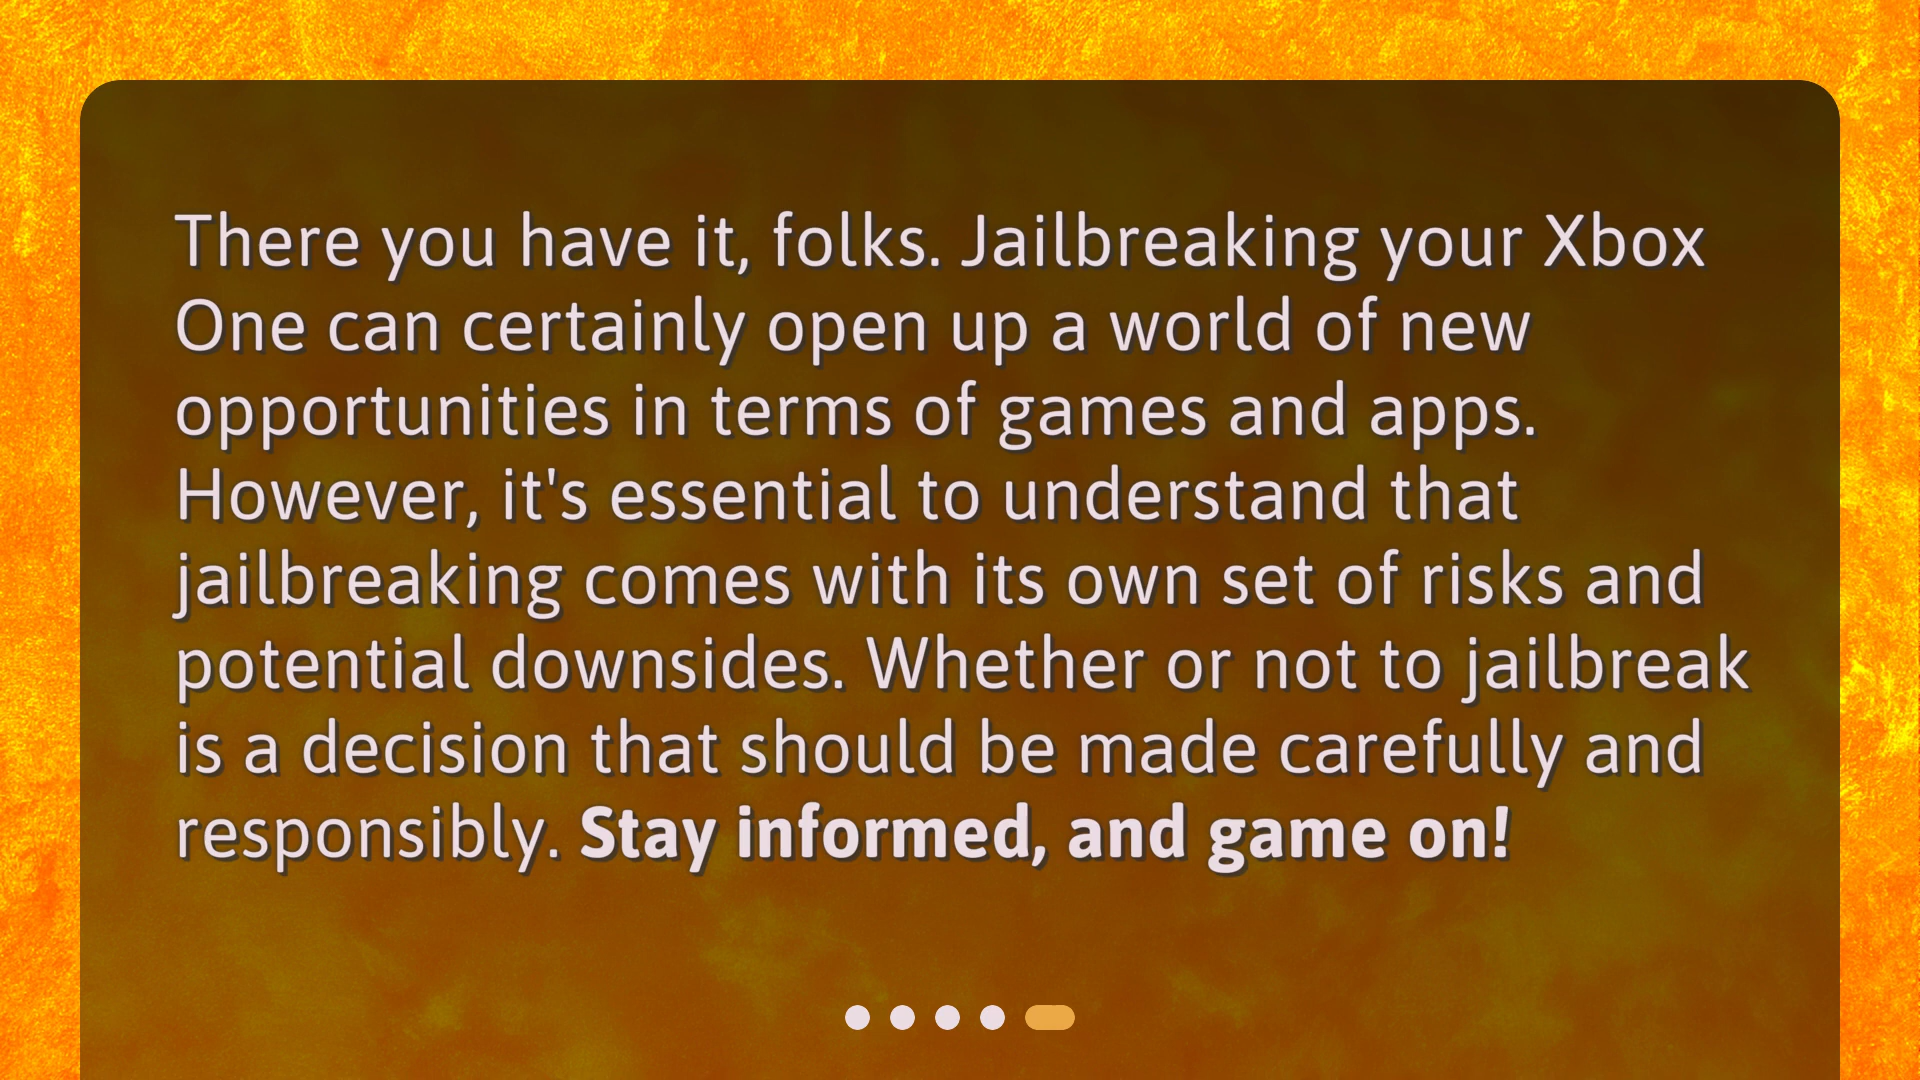 There you have it, folks. Jailbreaking your Xbox
One can certainly open up a world of new
opportunities in terms of games and apps.
However, it's essential to understand that
jailbreaking comes with its own set of risks and
potential downsides. Whether or not to jailbreak
is a decision that should be made carefully and
responsibly. Stay informed, and game on!